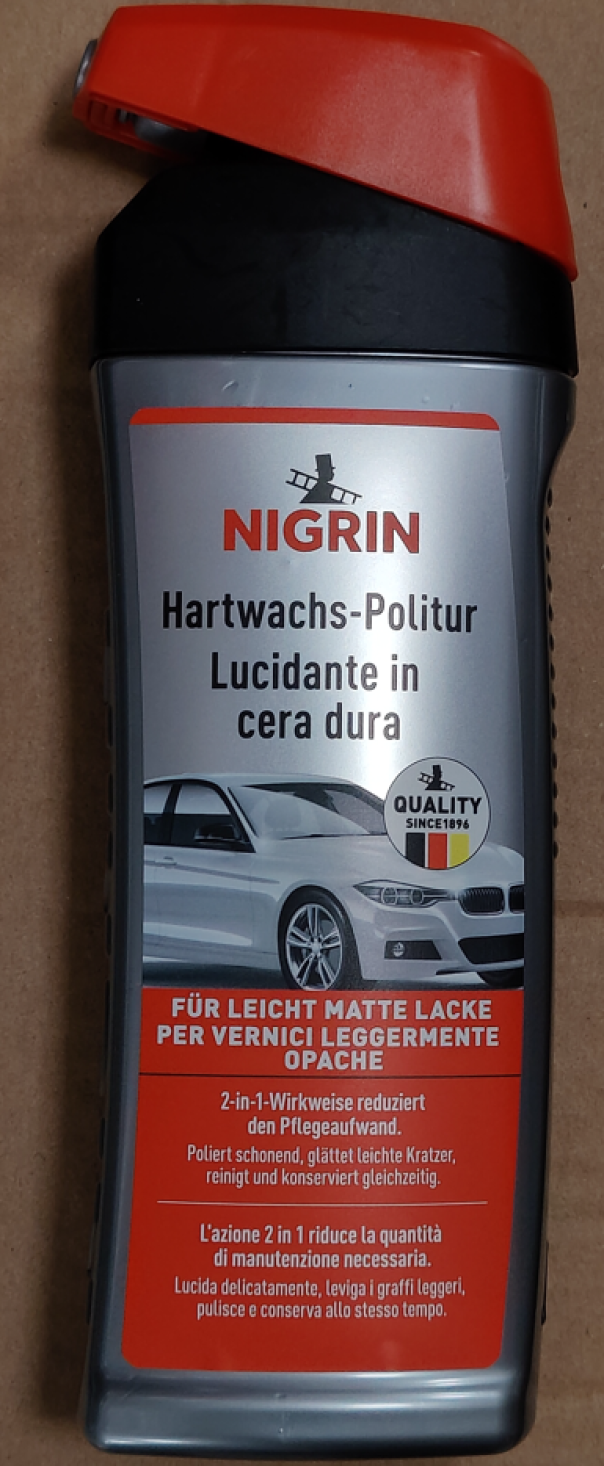 NIGRIN
Hartwachs-Politur
Lucidante in
cera dura
QUALITY
SINCE1896
FÜR LEICHT MATTE LACKE
PER VERNICI LEGGERMENTE
OPACHE
2-in-1-Wirkweise reduziert
den Pflegeaufwand.
Poliert schonend, glättet leichte Kratzer,
reinigt und konserviert gleichzeitig.
L'azione 2 in 1 riduce la quantità
di manutenzione necessaria.
Lucida delicatamente, leviga i graffi leggeri,
pulisce e conserva allo stesso tempo.